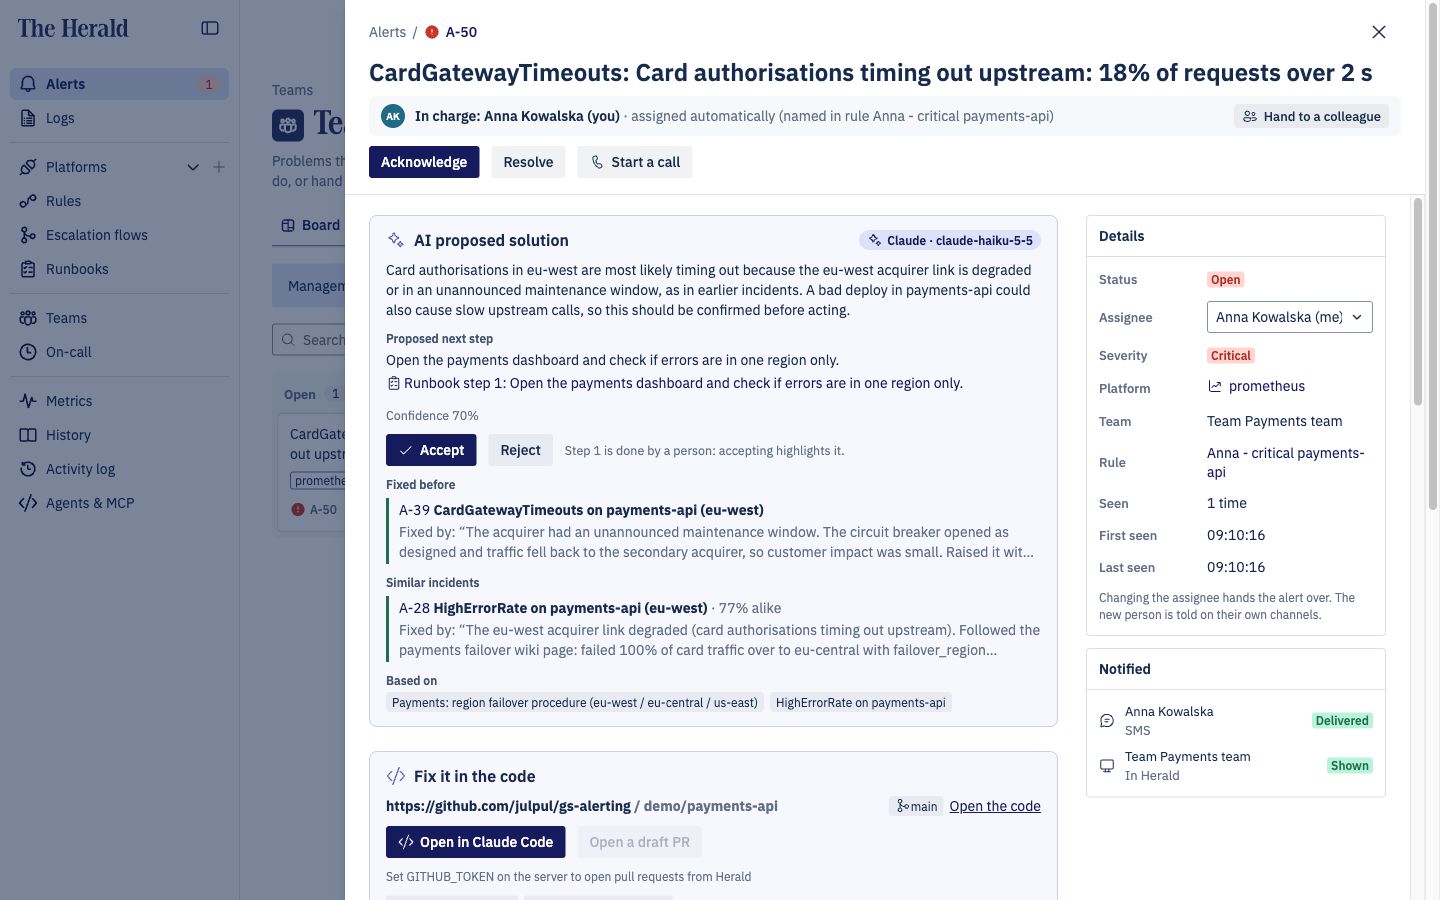 The Herald
Alerts
1
Logs
Platforms
Rules
Escalation flows
Runbooks
Teams
On-call
Metrics
History
Activity log
Agents & MCP
Teams
Te
Problems th
do, or hand
Board
Managem
Search
Open 1
CardGate
out upstr
promethe
A-50
Alerts / A-50
CardGatewayTimeouts: Card authorisations timing out upstream: 18% of requests over 2 s
AK In charge: Anna Kowalska (you) · assigned automatically (named in rule Anna - critical payments-api)
Hand to a colleague
Acknowledge
Resolve
Start a call
AI proposed solution
Claude · claude-haiku-5-5
Card authorisations in eu-west are most likely timing out because the eu-west acquirer link is degraded
or in an unannounced maintenance window, as in earlier incidents. A bad deploy in payments-api could
also cause slow upstream calls, so this should be confirmed before acting.
Proposed next step
Open the payments dashboard and check if errors are in one region only.
Runbook step 1: Open the payments dashboard and check if errors are in one region only.
Confidence 70%
Accept
Reject
Step 1 is done by a person: accepting highlights it.
Fixed before
A-39 CardGatewayTimeouts on payments-api (eu-west)
Fixed by: “The acquirer had an unannounced maintenance window. The circuit breaker opened as
designed and traffic fell back to the secondary acquirer, so customer impact was small. Raised it wit...
Similar incidents
A-28 HighErrorRate on payments-api (eu-west) · 77% alike
Fixed by: “The eu-west acquirer link degraded (card authorisations timing out upstream). Followed the
payments failover wiki page: failed 100% of card traffic over to eu-central with failover_region...
Based on
Payments: region failover procedure (eu-west / eu-central / us-east)
HighErrorRate on payments-api
Fix it in the code
https://github.com/julpul/gs-alerting / demo/payments-api
main
Open the code
Open in Claude Code
Open a draft PR
Set GITHUB_TOKEN on the server to open pull requests from Herald
Details
Status Open
Assignee Anna Kowalska (me)
Severity Critical
Platform prometheus
Team Team Payments team
Rule Anna - critical payments-
api
Seen 1 time
First seen 09:10:16
Last seen 09:10:16
Changing the assignee hands the alert over. The
new person is told on their own channels.
Notified
Anna Kowalska
SMS
Delivered
Team Payments team
In Herald
Shown